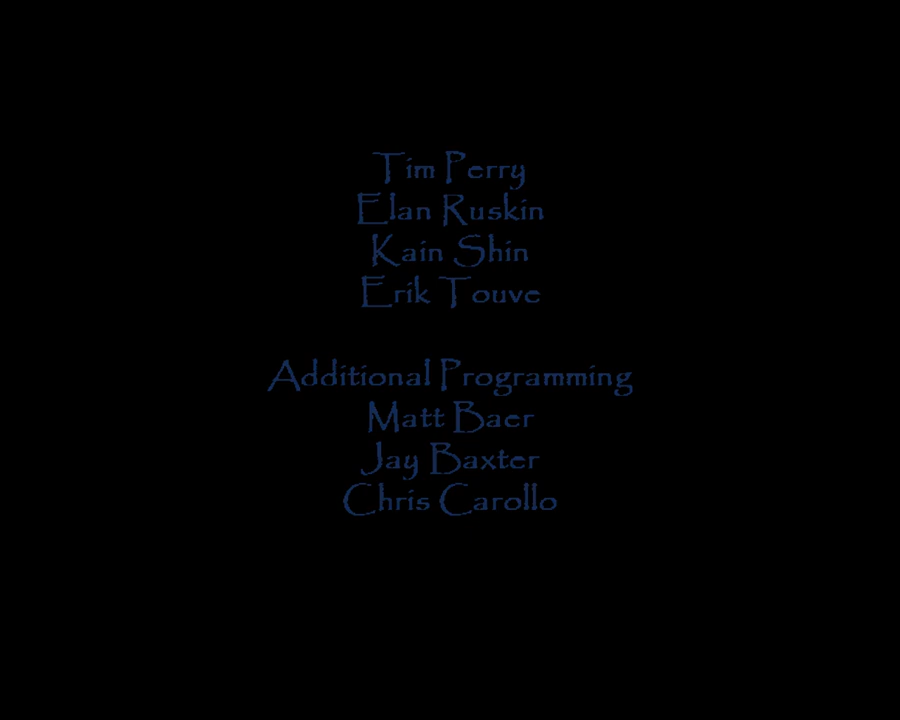 Tim Perry
Elan Ruskin
Kain Shin
Erik Touve
Additional Programming
Matt Baer
Jay Baxter
Chris Carollo